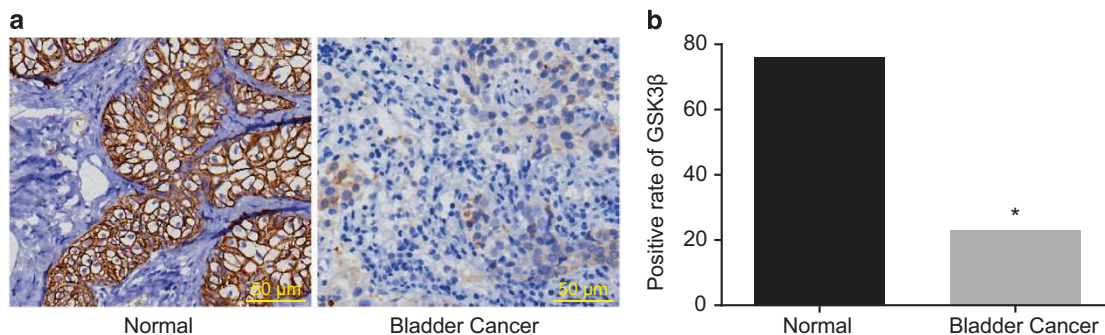 a
50 µm
50 µm
Normal
Bladder Cancer
b
Positive rate of GSK3β
80
60
40
20
0
*
Normal
Bladder Cancer